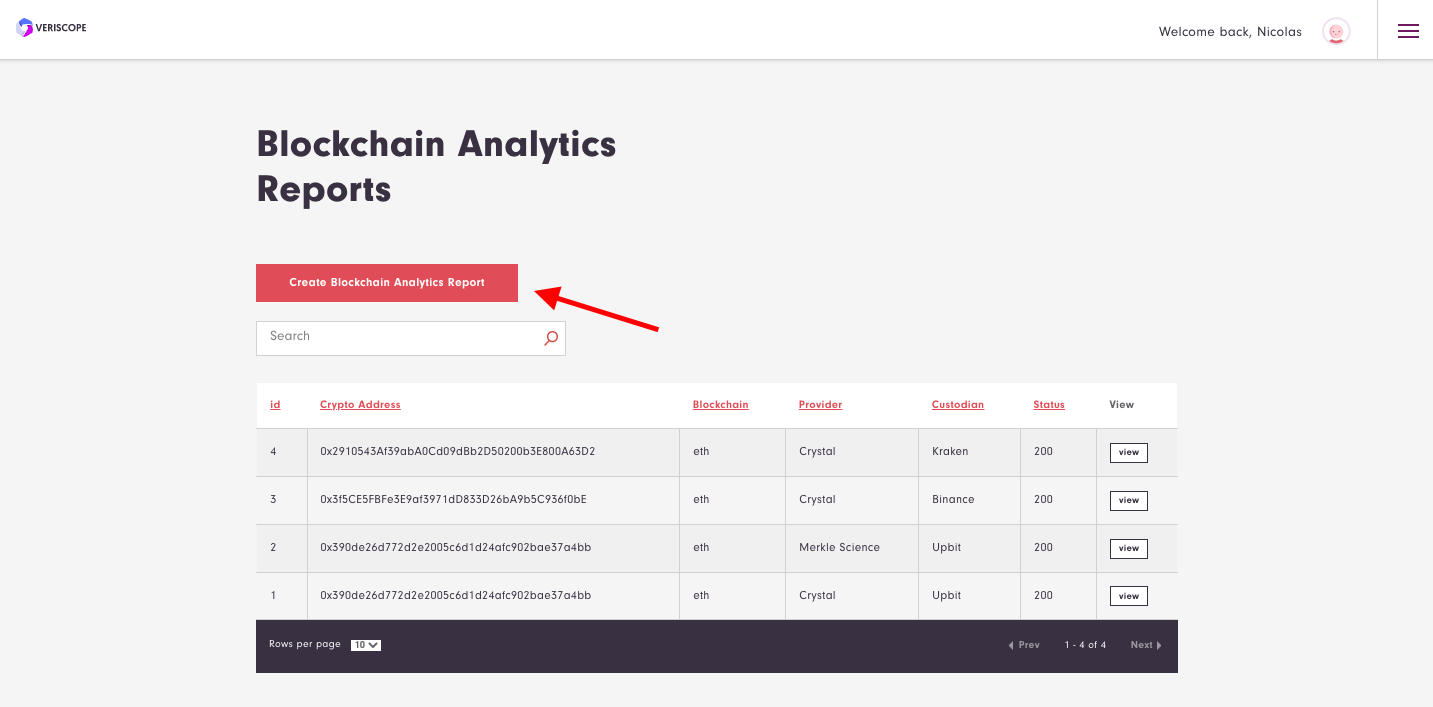 VERISCOPE
Welcome back, Nicolas
Blockchain Analytics
Reports
Create Blockchain Analytics Report
Search
id Crypto Address Blockchain Provider Custodian Status View
4 0x2910543Af39abA0Cd09dBb2D50200b3E800A63D2 eth Crystal Kraken 200 view
3 0x3f5CE5FBFe3E9af3971dD833D26bA9b5C936f0bE eth Crystal Binance 200 view
2 0x390de26d772d2e2005c6d1d24afc902bae37a4bb eth Merkle Science Upbit 200 view
1 0x390de26d772d2e2005c6d1d24afc902bae37a4bb eth Crystal Upbit 200 view
Rows per page 10 Prev 1 - 4 of 4 Next